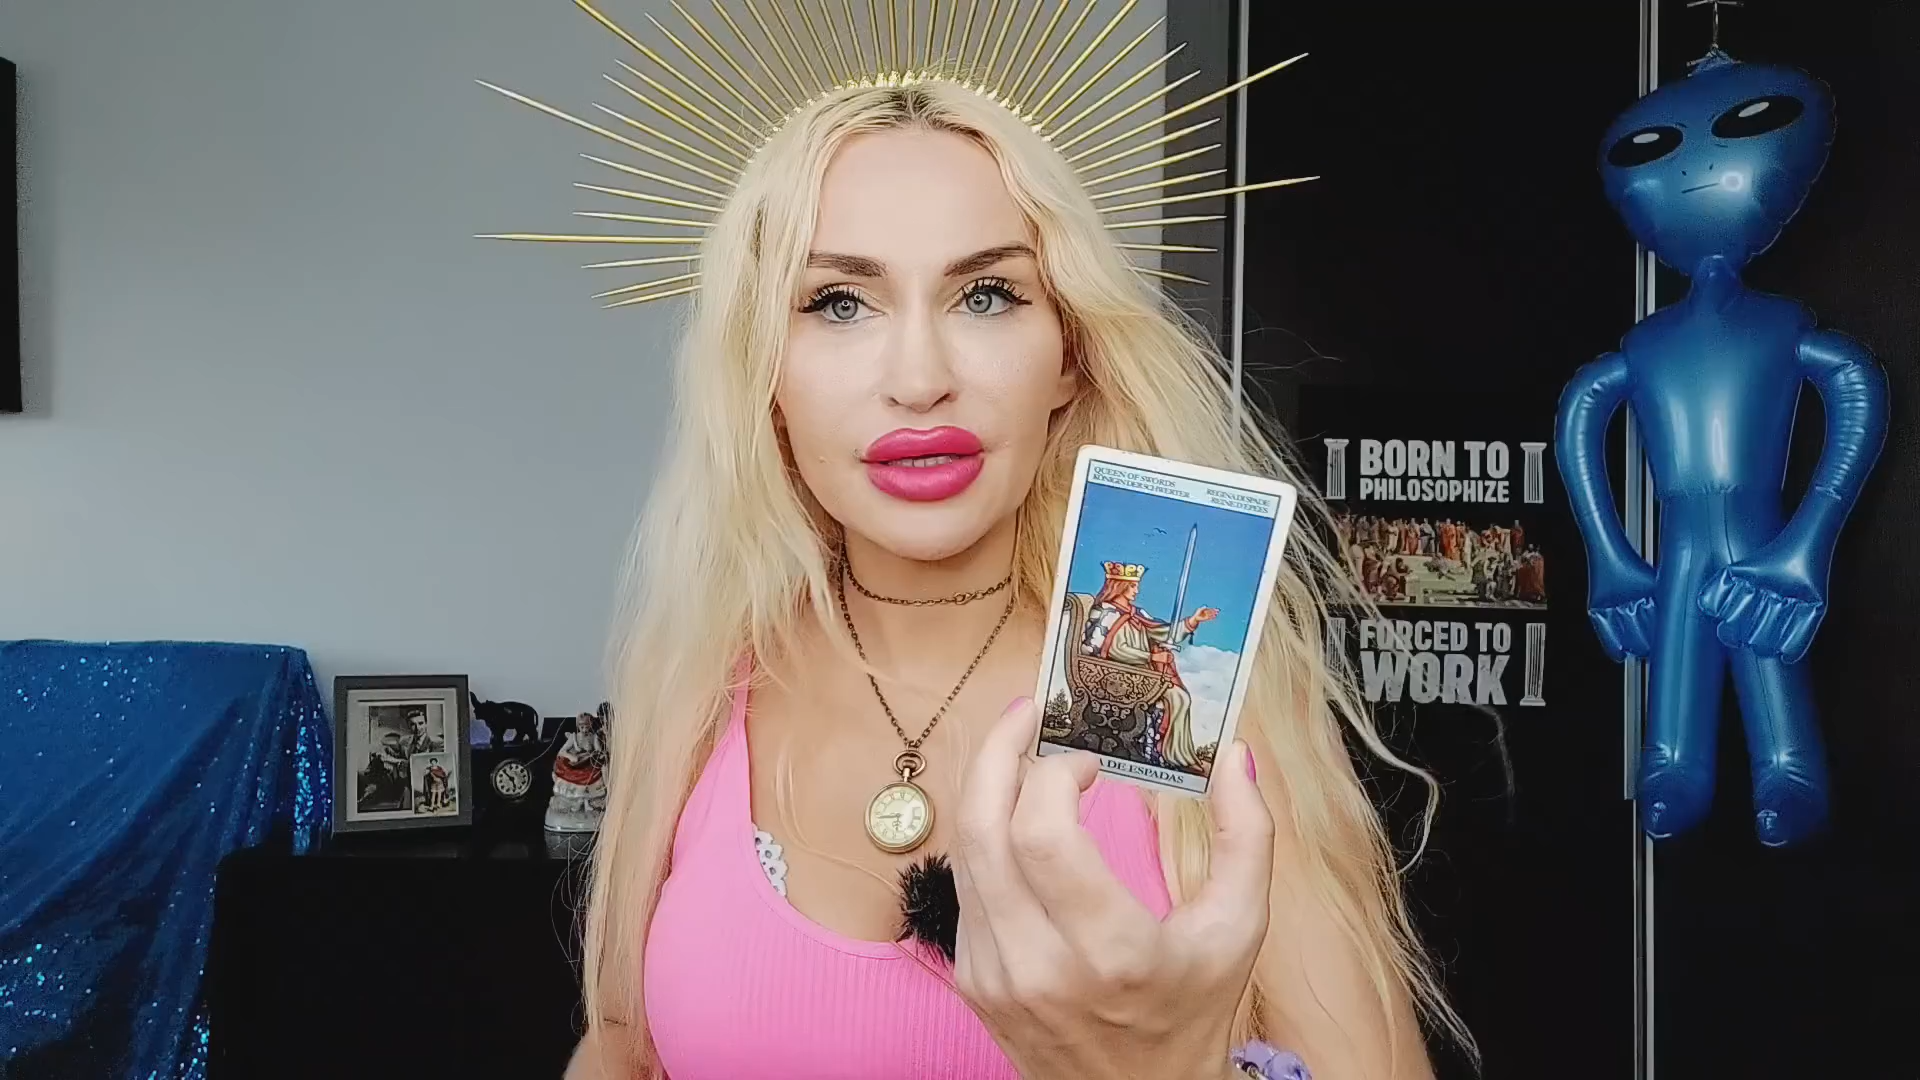 QUEEN OF SWORDS
KÖNIGIN DER SCHWERTER
REGINA DI SPADE
REINE D'EPEES
A DE ESPADAS
BORN TO
PHILOSOPHIZE
FORCED TO
WORK